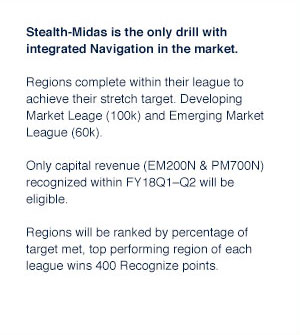 Stealth-Midas is the only drill with
integrated Navigation in the market.
Regions complete within their league to
achieve their stretch target. Developing
Market Leage (100k) and Emerging Market
League (60k).
Only capital revenue (EM200N & PM700N)
recognized within FY18Q1–Q2 will be
eligible.
Regions will be ranked by percentage of
target met, top performing region of each
league wins 400 Recognize points.